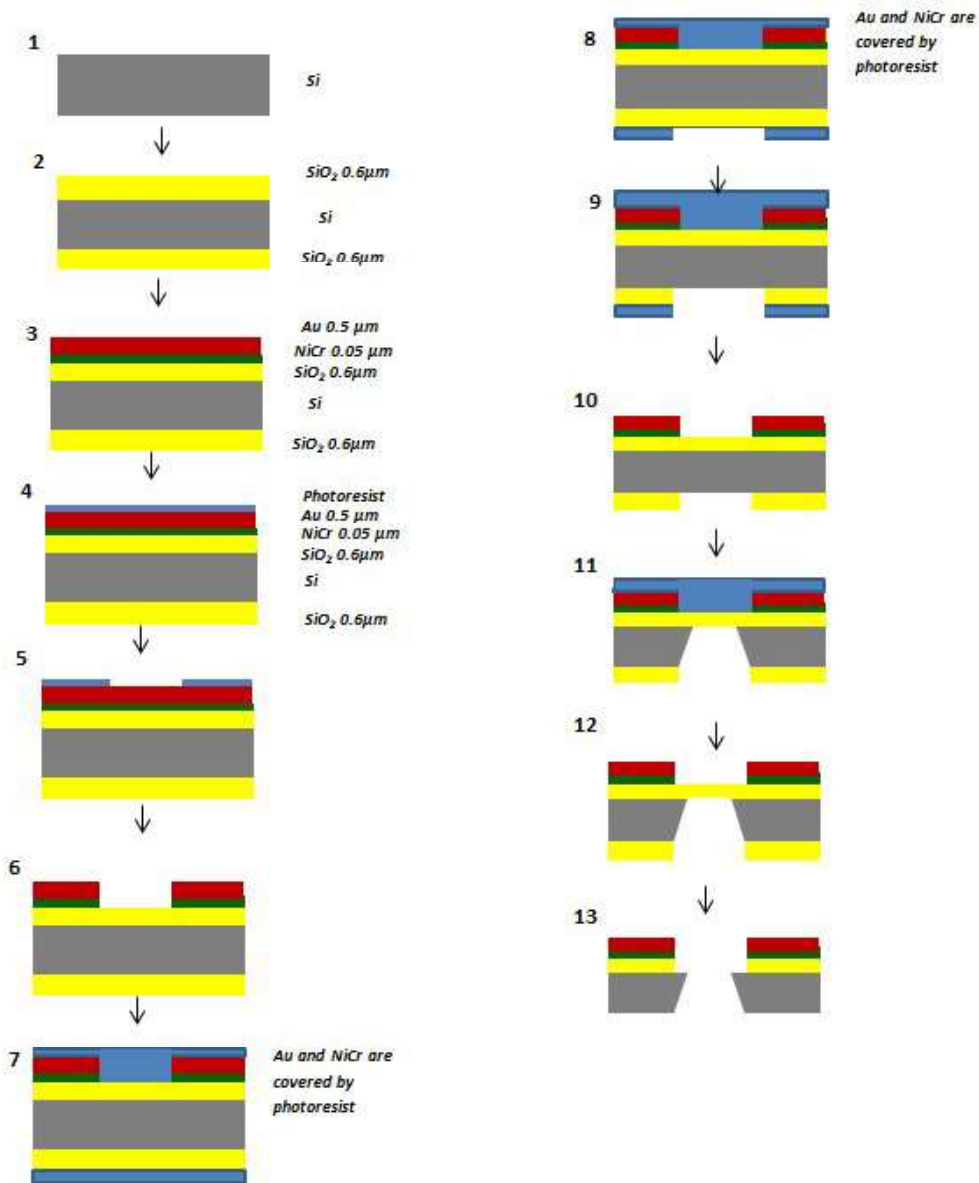 1
Si
2
SiO₂ 0.6μm
Si
SiO₂ 0.6μm
3
Au 0.5 μm
NiCr 0.05 μm
SiO₂ 0.6μm
Si
SiO₂ 0.6μm
4
Photoresist
Au 0.5 μm
NiCr 0.05 μm
SiO₂ 0.6μm
Si
SiO₂ 0.6μm
5
6
7
Au and NiCr are
covered by
photoresist
8
Au and NiCr are
covered by
photoresist
9
10
11
12
13